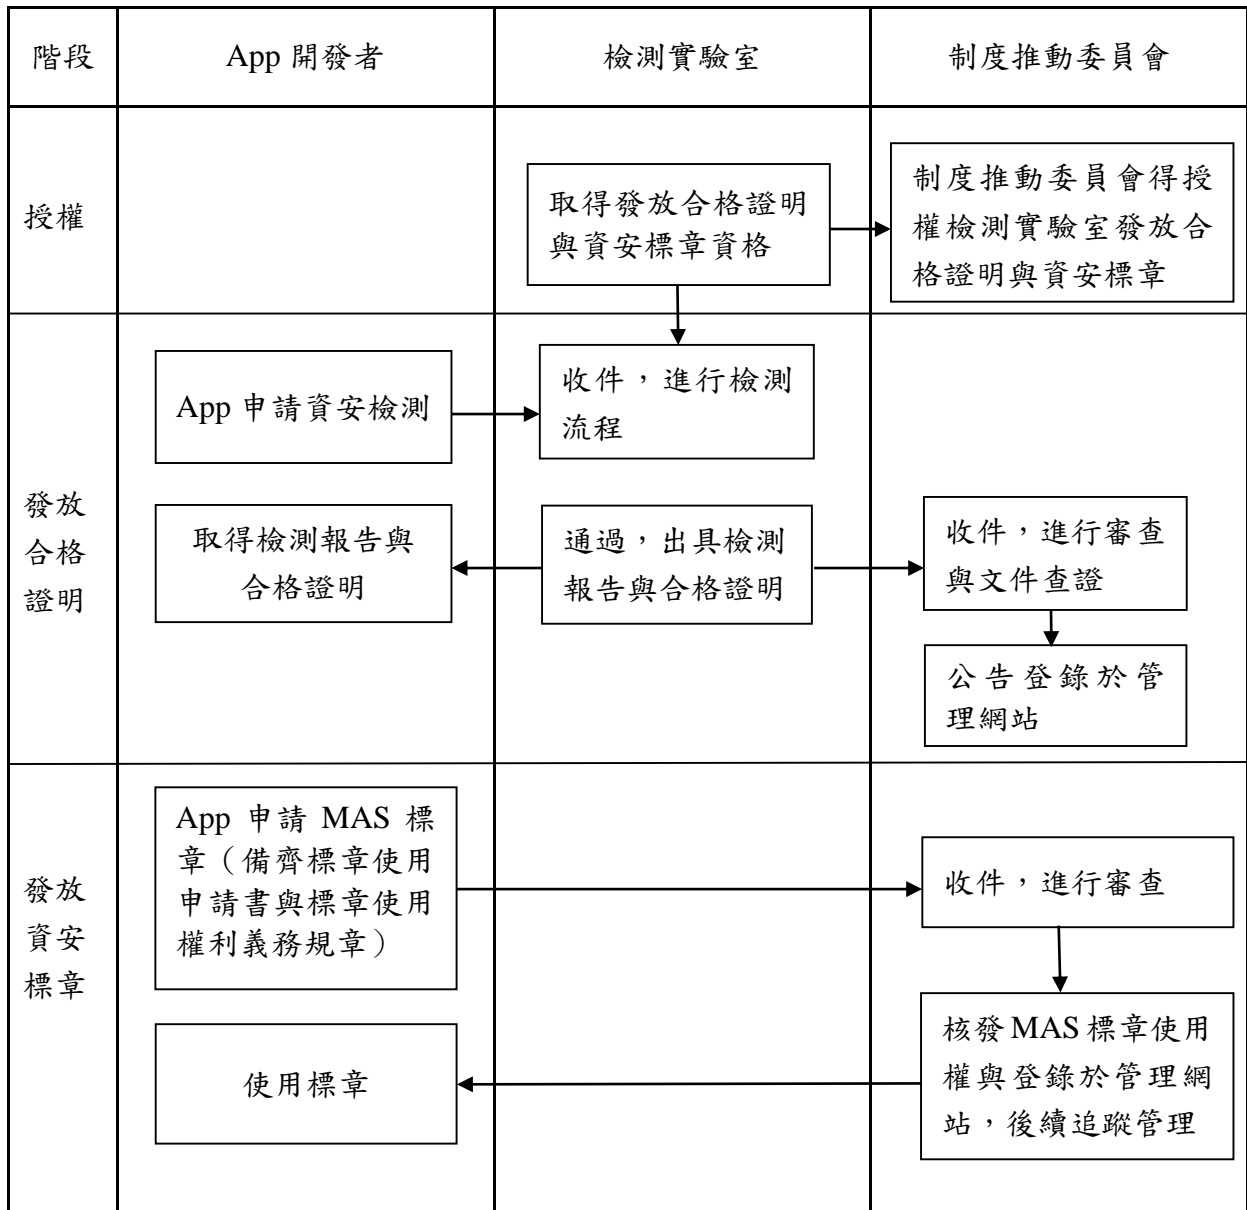 階段
App 開發者
檢測實驗室
制度推動委員會
授權
取得發放合格證明
與資安標章資格
制度推動委員會得授
權檢測實驗室發放合
格證明與資安標章
發放
合格
證明
App 申請資安檢測
收件，進行檢測
流程
取得檢測報告與
合格證明
通過，出具檢測
報告與合格證明
收件，進行審查
與文件查證
公告登錄於管
理網站
發放
資安
標章
App 申請 MAS 標
章（備齊標章使用
申請書與標章使用
權利義務規章）
收件，進行審查
使用標章
核發 MAS 標章使用
權與登錄於管理網
站，後續追蹤管理